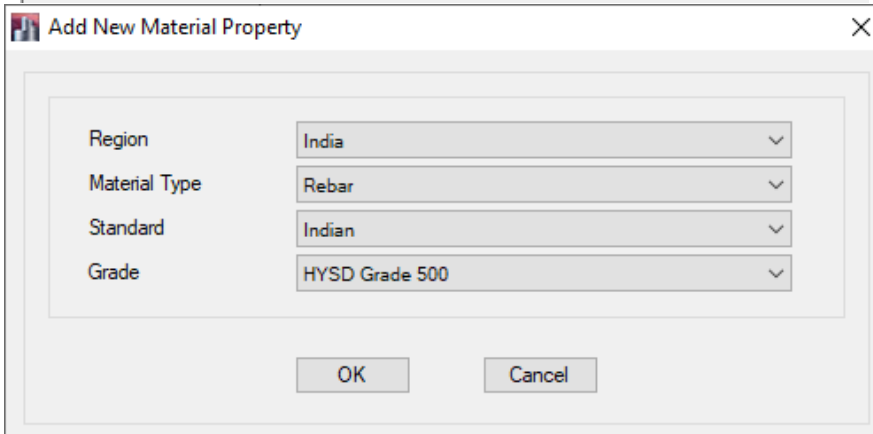 Add New Material Property
Region India
Material Type Rebar
Standard Indian
Grade HYSD Grade 500
OK Cancel